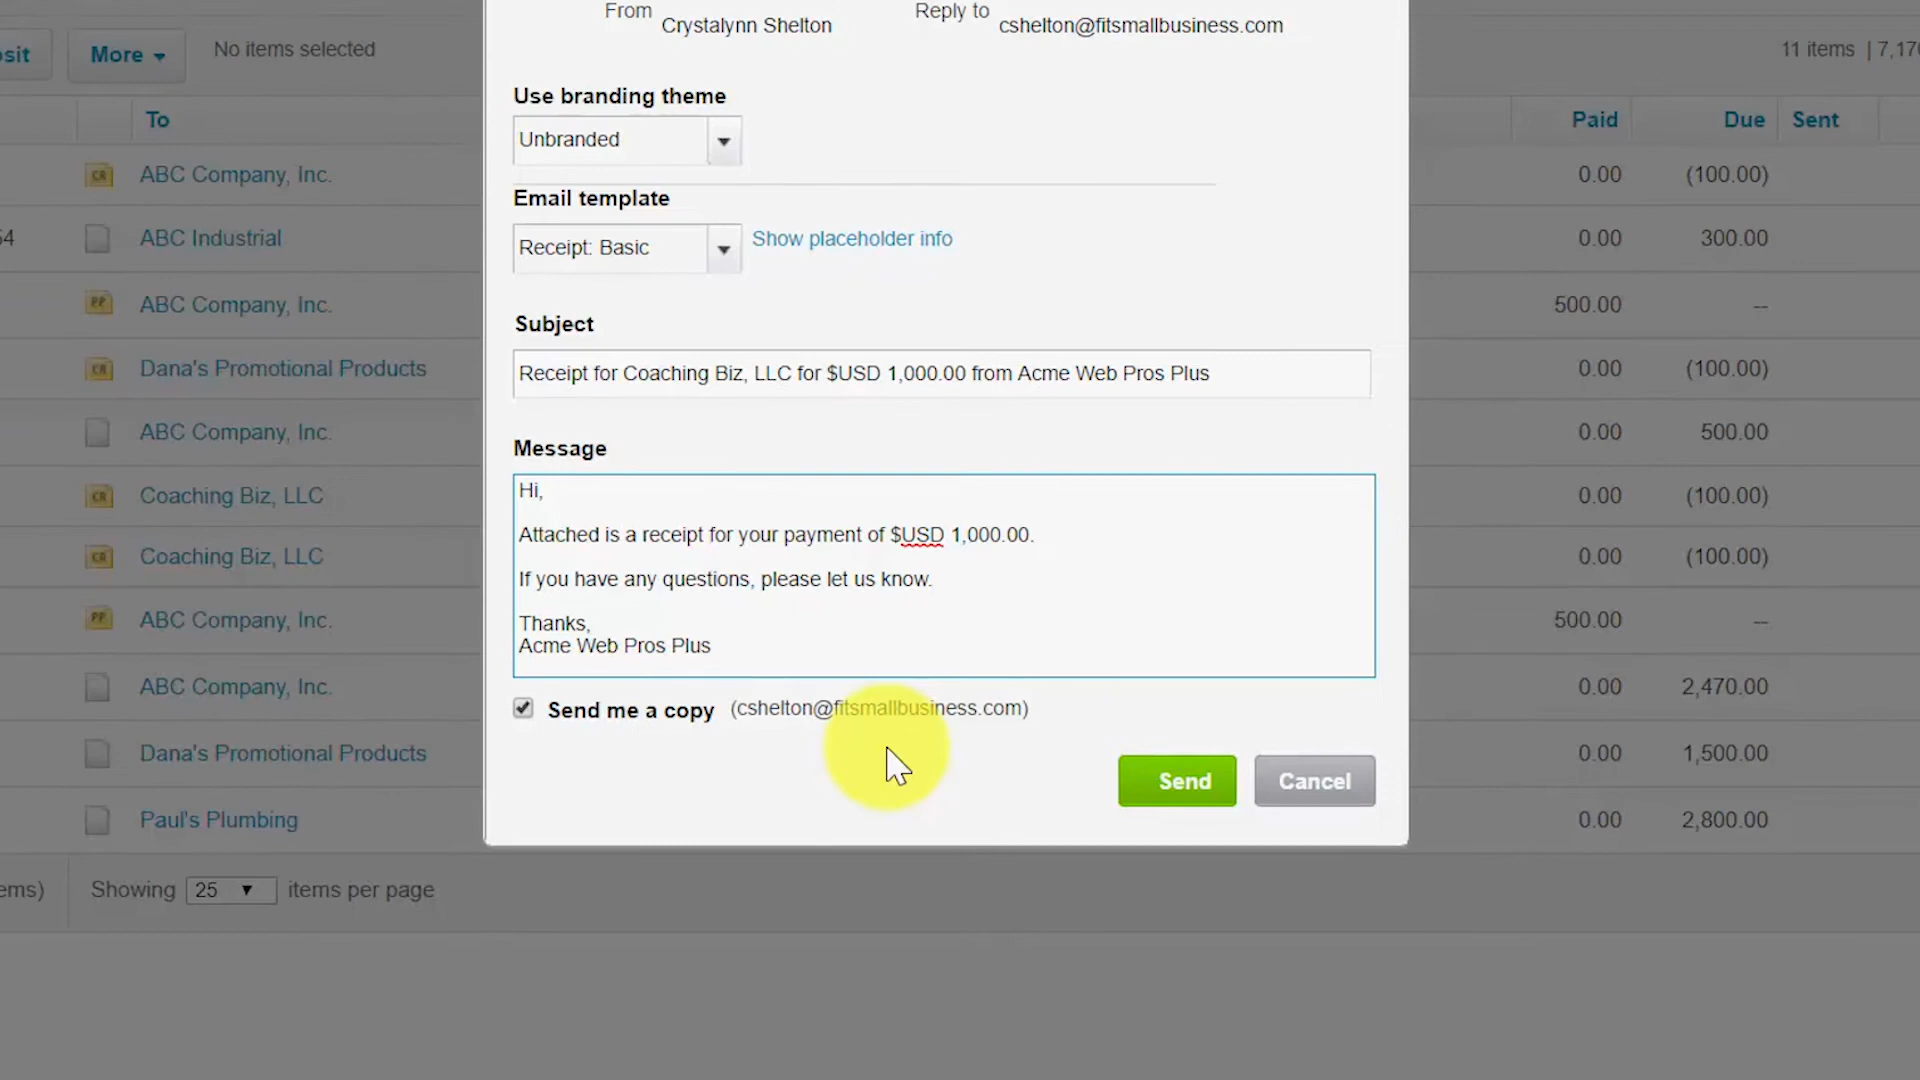 From Crystalynn Shelton Reply to cshelton@fitsmallbusiness.com
More No items selected 11 items
To Paid Due Sent
Use branding theme
Unbranded
CR ABC Company, Inc. 0.00 (100.00)
Email template
ABC Industrial 0.00 300.00
Receipt: Basic Show placeholder info
PP ABC Company, Inc. 500.00 --
Subject
CR Dana's Promotional Products 0.00 (100.00)
Receipt for Coaching Biz, LLC for $USD 1,000.00 from Acme Web Pros Plus
ABC Company, Inc. 0.00 500.00
Message
CR Coaching Biz, LLC 0.00 (100.00)
Hi,
Attached is a receipt for your payment of $USD 1,000.00.
CR Coaching Biz, LLC 0.00 (100.00)
If you have any questions, please let us know.
PP ABC Company, Inc. 500.00 --
Thanks,
Acme Web Pros Plus
ABC Company, Inc. 0.00 2,470.00
Send me a copy (cshelton@fitsmallbusiness.com)
Dana's Promotional Products 0.00 1,500.00
Send Cancel
Paul's Plumbing 0.00 2,800.00
Showing 25 items per page